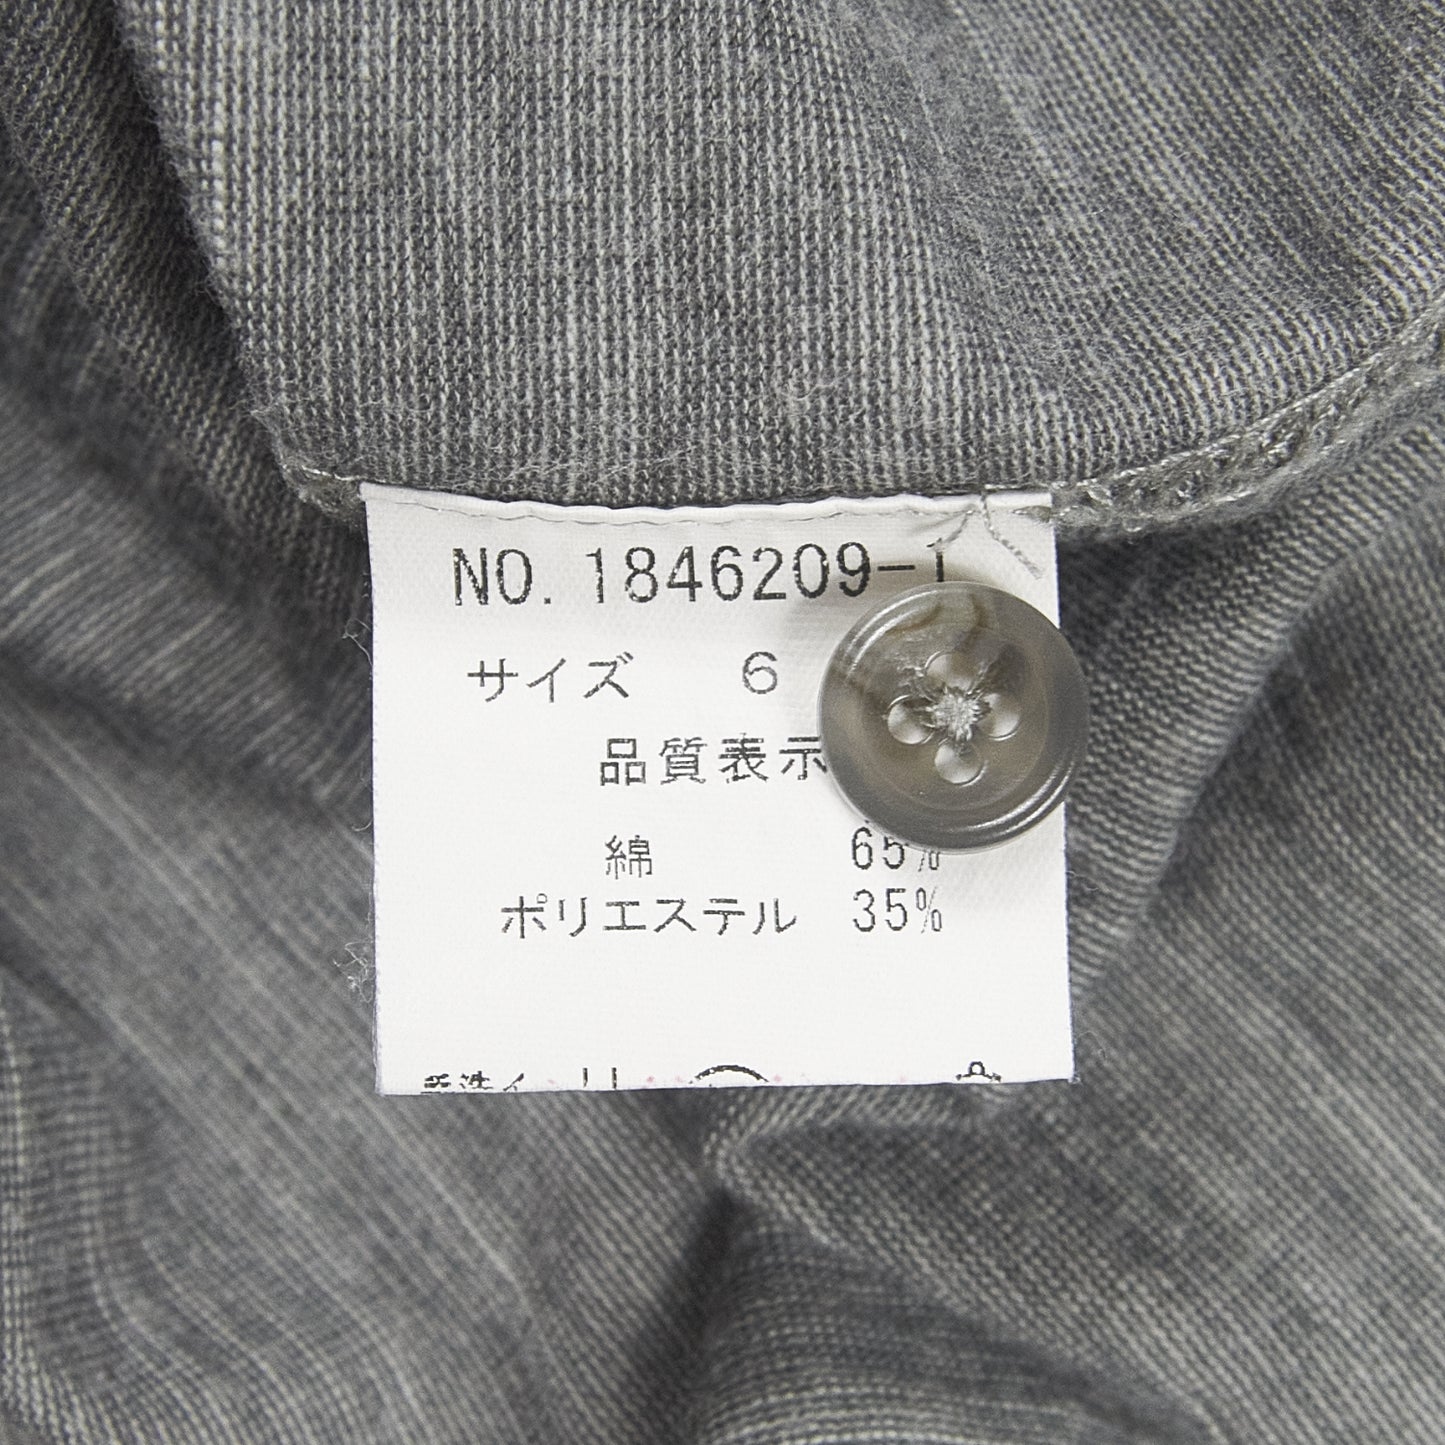 NO. 1846209-1
サイズ 6
品質表示
綿 65%
ポリエステル 35%